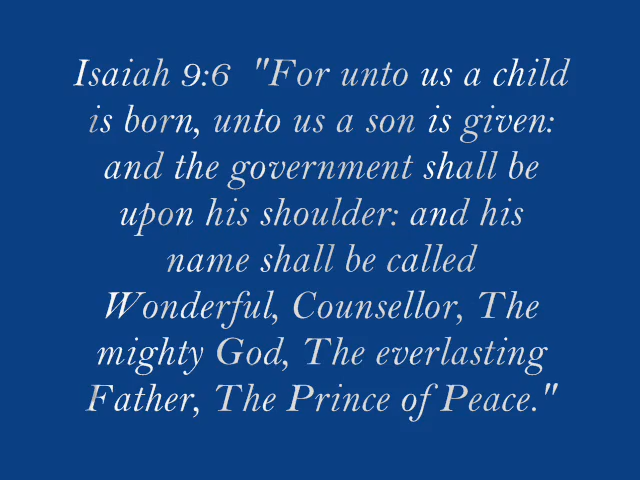 Isaiah 9:6 "For unto us a child
is born, unto us a son is given:
and the government shall be
upon his shoulder: and his
name shall be called
Wonderful, Counsellor, The
mighty God, The everlasting
Father, The Prince of Peace."